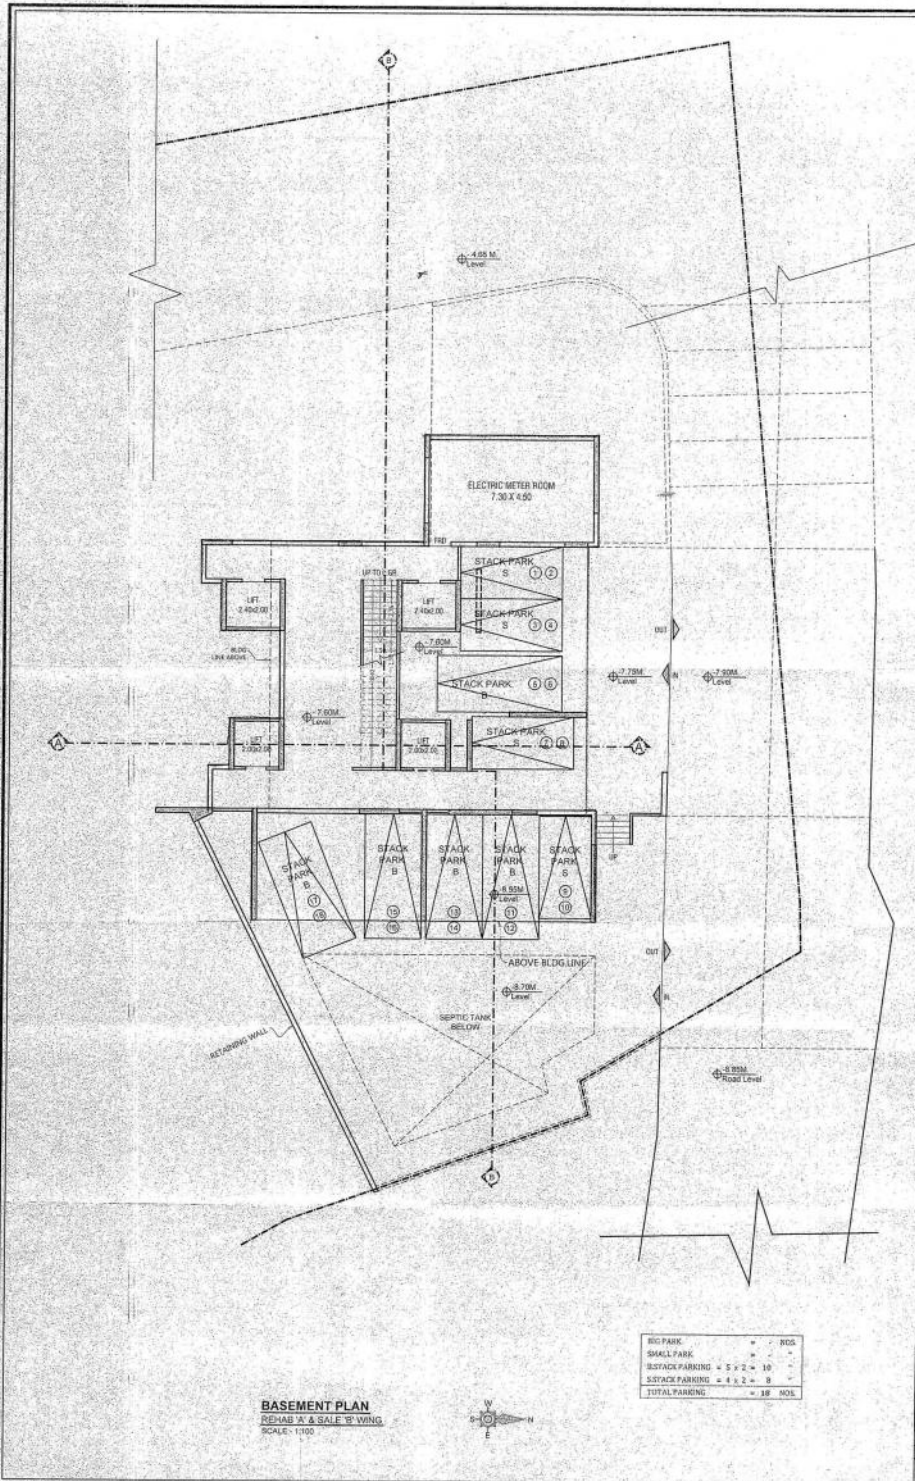 B
-4.65 M.
Level
ELECTRIC METER ROOM
7.30 X 4.50
FRD
STACK PARK
S
1 2
UP TO GR
LIFT
2.40x2.00
LIFT
2.40x2.00
STACK PARK
S
3 4
OUT
BLDG
LINE ABOVE
-7.60M.
Level
STACK PARK
B
5 6
-7.75M
Level
IN
-7.90M
Level
-7.60M
Level
A
LIFT
2.00x2.00
LIFT
2.00x2.00
STACK PARK
S
7 8
A
STACK
PARK
B
17
18
STACK
PARK
B
15
16
STACK
PARK
B
13
14
STACK
PARK
B
11
12
STACK
PARK
S
9
10
UP
Level
OUT
ABOVE BLDG.LINE
-8.70M
Level
IN
SEPTIC TANK
BELOW
RETAINING WALL
-8.85M
Road Level
B
BIG PARK = - NOS.
SMALL PARK = - "
B.STACK PARKING = 5 x 2 = 10 "
S.STACK PARKING = 4 x 2 = 8 "
TOTAL PARKING = 18 NOS.
BASEMENT PLAN
REHAB 'A' & SALE 'B' WING
SCALE:- 1:100
W
S N
E